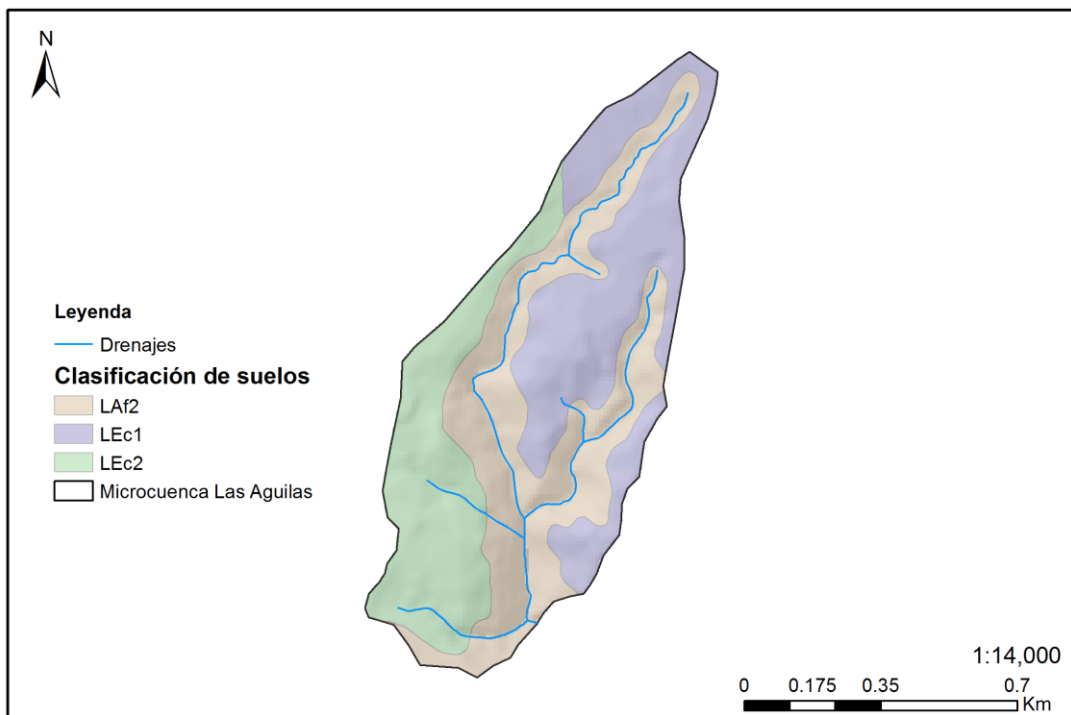 N
Leyenda
Drenajes
Clasificación de suelos
LAf2
LEc1
LEc2
Microcuenca Las Aguilas
1:14,000
0 0.175 0.35 0.7
Km